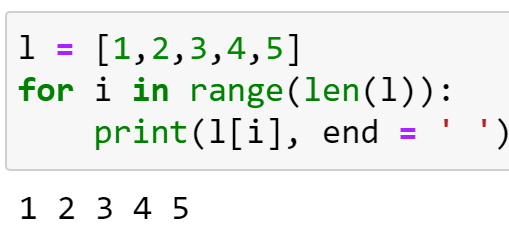 l = [1,2,3,4,5]
for i in range(len(l)):
    print(l[i], end = ' ')
1 2 3 4 5